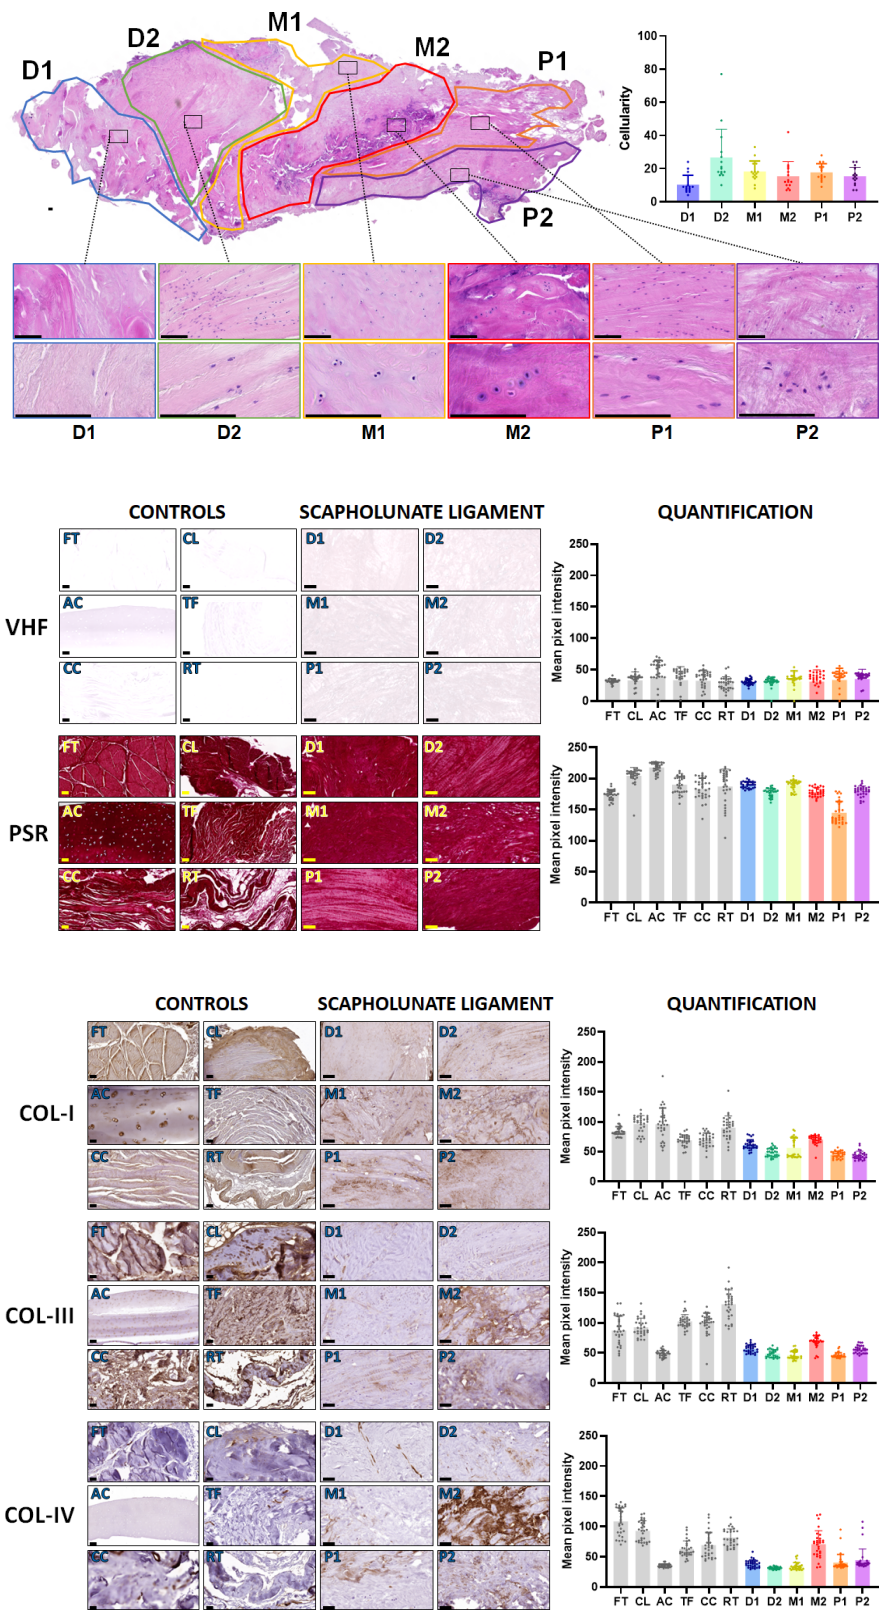 M1
D2
M2
P1
D1
P2
-
Cellularity
100
80
60
40
20
0
D1 D2 M1 M2 P1 P2
D1 D2 M1 M2 P1 P2
CONTROLS SCAPHOLUNATE LIGAMENT QUANTIFICATION
VHF
FT CL D1 D2
AC TF M1 M2
CC RT P1 P2
Mean pixel intensity
250
200
150
100
50
0
FT CL AC TF CC RT D1 D2 M1 M2 P1 P2
PSR
FT CL D1 D2
AC TF M1 M2
CC RT P1 P2
Mean pixel intensity
250
200
150
100
50
0
FT CL AC TF CC RT D1 D2 M1 M2 P1 P2
CONTROLS SCAPHOLUNATE LIGAMENT QUANTIFICATION
COL-I
FT CL D1 D2
AC TF M1 M2
CC RT P1 P2
Mean pixel intensity
250
200
150
100
50
0
FT CL AC TF CC RT D1 D2 M1 M2 P1 P2
COL-III
FT CL D1 D2
AC TF M1 M2
CC RT P1 P2
Mean pixel intensity
250
200
150
100
50
0
FT CL AC TF CC RT D1 D2 M1 M2 P1 P2
COL-IV
FT CL D1 D2
AC TF M1 M2
CC RT P1 P2
Mean pixel intensity
250
200
150
100
50
0
FT CL AC TF CC RT D1 D2 M1 M2 P1 P2